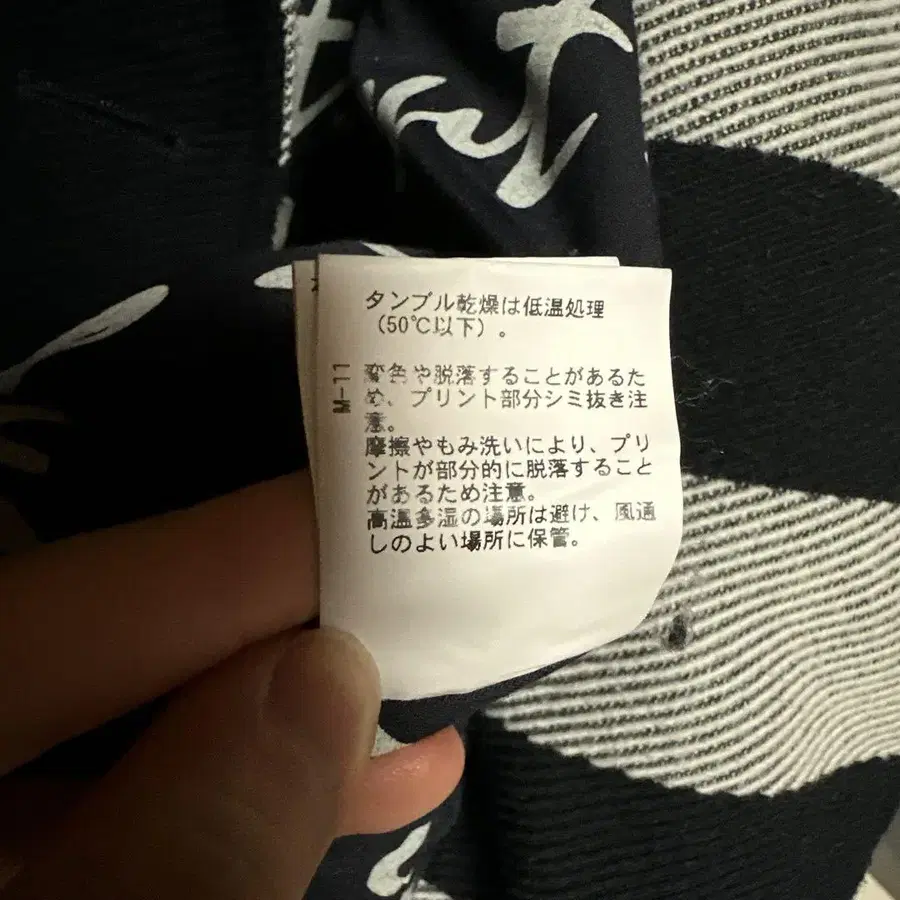 タンブル乾燥は低温処理
（50℃以下）。
変色や脱落することがあるた
め、プリント部分シミ抜き注
意。
摩擦やもみ洗いにより、プリ
ントが部分的に脱落すること
があるため注意。
高温多湿の場所は避け、風通
しのよい場所に保管。
M-11